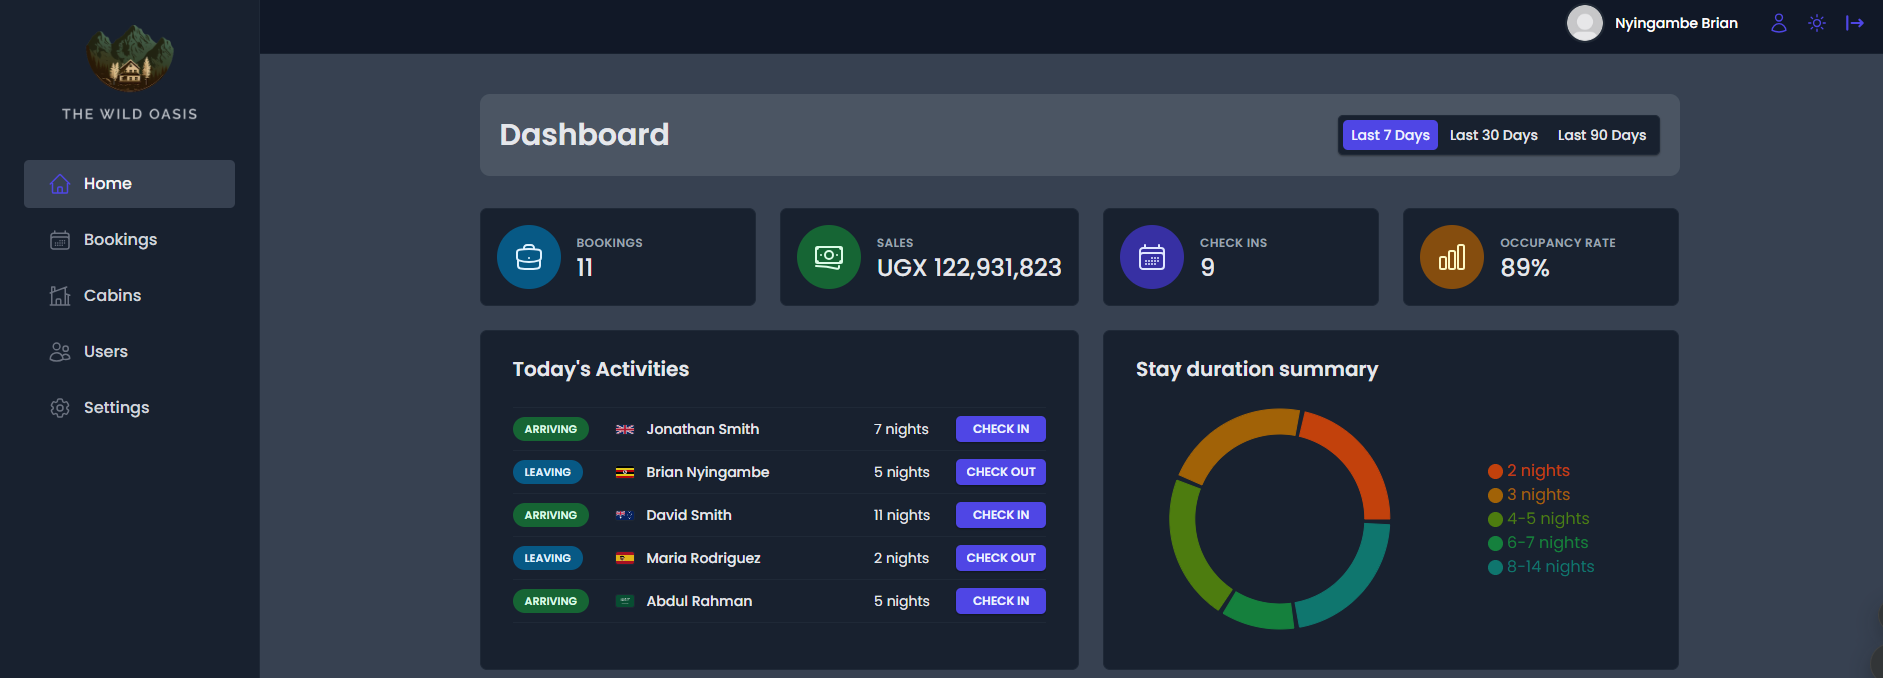 THE WILD OASIS
Home
Bookings
Cabins
Users
Settings
Nyingambe Brian
Dashboard
Last 7 Days Last 30 Days Last 90 Days
BOOKINGS
11
SALES
UGX 122,931,823
CHECK INS
9
OCCUPANCY RATE
89%
Today's Activities
ARRIVING Jonathan Smith 7 nights CHECK IN
LEAVING Brian Nyingambe 5 nights CHECK OUT
ARRIVING David Smith 11 nights CHECK IN
LEAVING Maria Rodriguez 2 nights CHECK OUT
ARRIVING Abdul Rahman 5 nights CHECK IN
Stay duration summary
2 nights
3 nights
4-5 nights
6-7 nights
8-14 nights